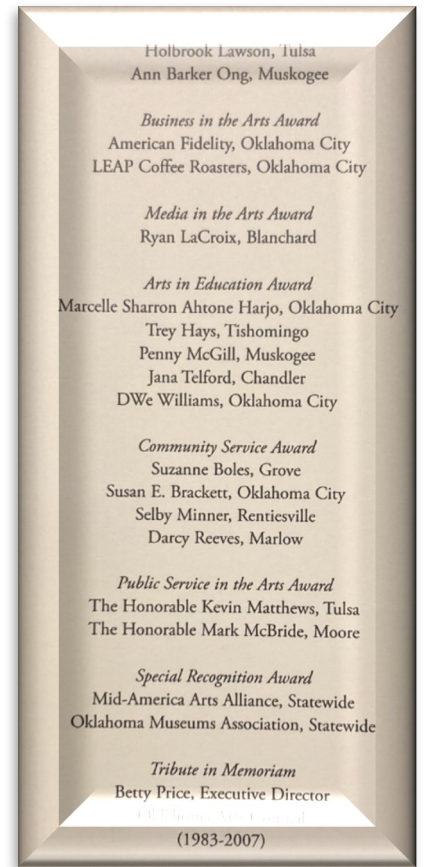 Holbrook Lawson, Tulsa
Ann Barker Ong, Muskogee
Business in the Arts Award
American Fidelity, Oklahoma City
LEAP Coffee Roasters, Oklahoma City
Media in the Arts Award
Ryan LaCroix, Blanchard
Arts in Education Award
Marcelle Sharron Ahtone Harjo, Oklahoma City
Trey Hays, Tishomingo
Penny McGill, Muskogee
Jana Telford, Chandler
DWe Williams, Oklahoma City
Community Service Award
Suzanne Boles, Grove
Susan E. Brackett, Oklahoma City
Selby Minner, Rentiesville
Darcy Reeves, Marlow
Public Service in the Arts Award
The Honorable Kevin Matthews, Tulsa
The Honorable Mark McBride, Moore
Special Recognition Award
Mid-America Arts Alliance, Statewide
Oklahoma Museums Association, Statewide
Tribute in Memoriam
Betty Price, Executive Director
Oklahoma Arts Council
(1983-2007)